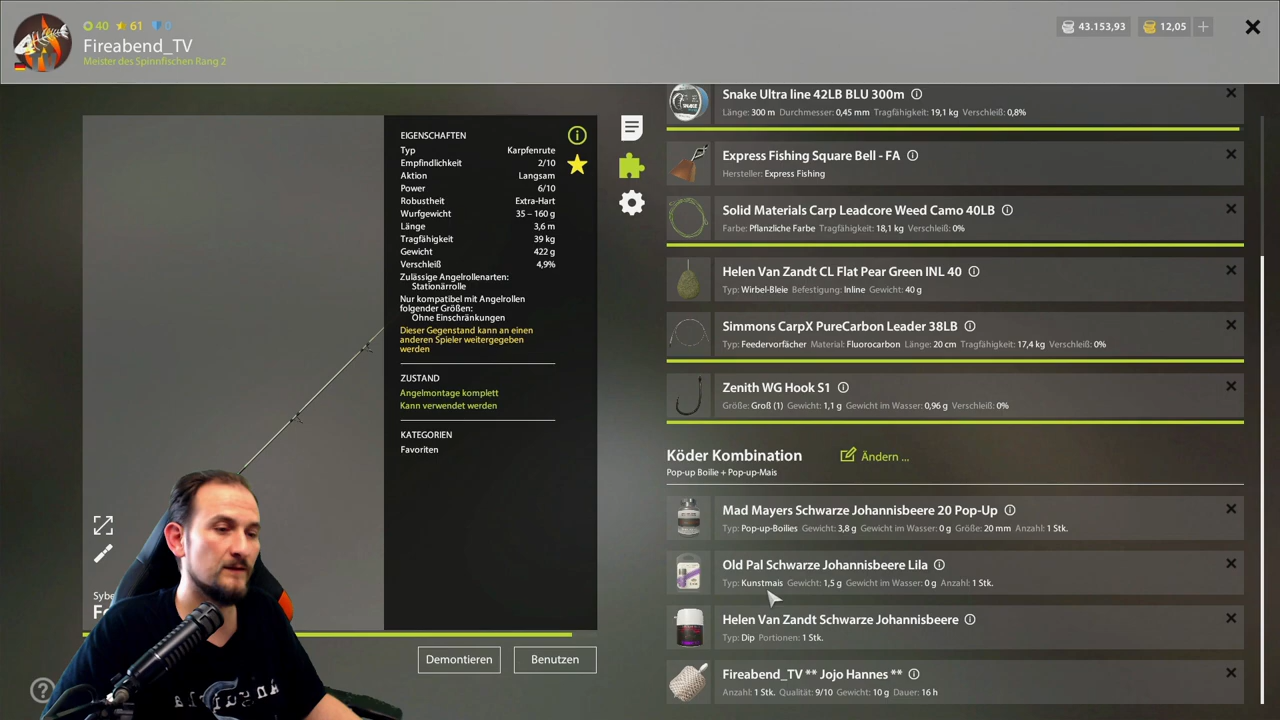 40 61 0
Fireabend_TV
Meister des Spinnfischen Rang 2
43.153,93 12,05
EIGENSCHAFTEN
Typ Karpfenrute
Empfindlichkeit 2/10
Aktion Langsam
Power 6/10
Robustheit Extra-Hart
Wurfgewicht 35 – 160 g
Länge 3,6 m
Tragfähigkeit 39 kg
Gewicht 422 g
Verschleiß 4,9%
Zulässige Angelrollenarten:
Stationärrolle
Nur kompatibel mit Angelrollen
folgender Größen:
Ohne Einschränkungen
Dieser Gegenstand kann an einen
anderen Spieler weitergegeben
werden
ZUSTAND
Angelmontage komplett
Kann verwendet werden
KATEGORIEN
Favoriten
Demontieren Benutzen
Snake Ultra line 42LB BLU 300m
Länge: 300 m Durchmesser: 0,45 mm Tragfähigkeit: 19,1 kg Verschleiß: 0,8%
Express Fishing Square Bell - FA
Hersteller: Express Fishing
Solid Materials Carp Leadcore Weed Camo 40LB
Farbe: Pflanzliche Farbe Tragfähigkeit: 18,1 kg Verschleiß: 0%
Helen Van Zandt CL Flat Pear Green INL 40
Typ: Wirbel-Bleie Befestigung: Inline Gewicht: 40 g
Simmons CarpX PureCarbon Leader 38LB
Typ: Feedervorfächer Material: Fluorocarbon Länge: 20 cm Tragfähigkeit: 17,4 kg Verschleiß: 0%
Zenith WG Hook S1
Größe: Groß (1) Gewicht: 1,1 g Gewicht im Wasser: 0,96 g Verschleiß: 0%
Köder Kombination Ändern ...
Pop-up Boilie + Pop-up-Mais
Mad Mayers Schwarze Johannisbeere 20 Pop-Up
Typ: Pop-up-Boilies Gewicht: 3,8 g Gewicht im Wasser: 0 g Größe: 20 mm Anzahl: 1 Stk.
Old Pal Schwarze Johannisbeere Lila
Typ: Kunstmais Gewicht: 1,5 g Gewicht im Wasser: 0 g Anzahl: 1 Stk.
Helen Van Zandt Schwarze Johannisbeere
Typ: Dip Portionen: 1 Stk.
Fireabend_TV ** Jojo Hannes **
Anzahl: 1 Stk. Qualität: 9/10 Gewicht: 10 g Dauer: 16 h